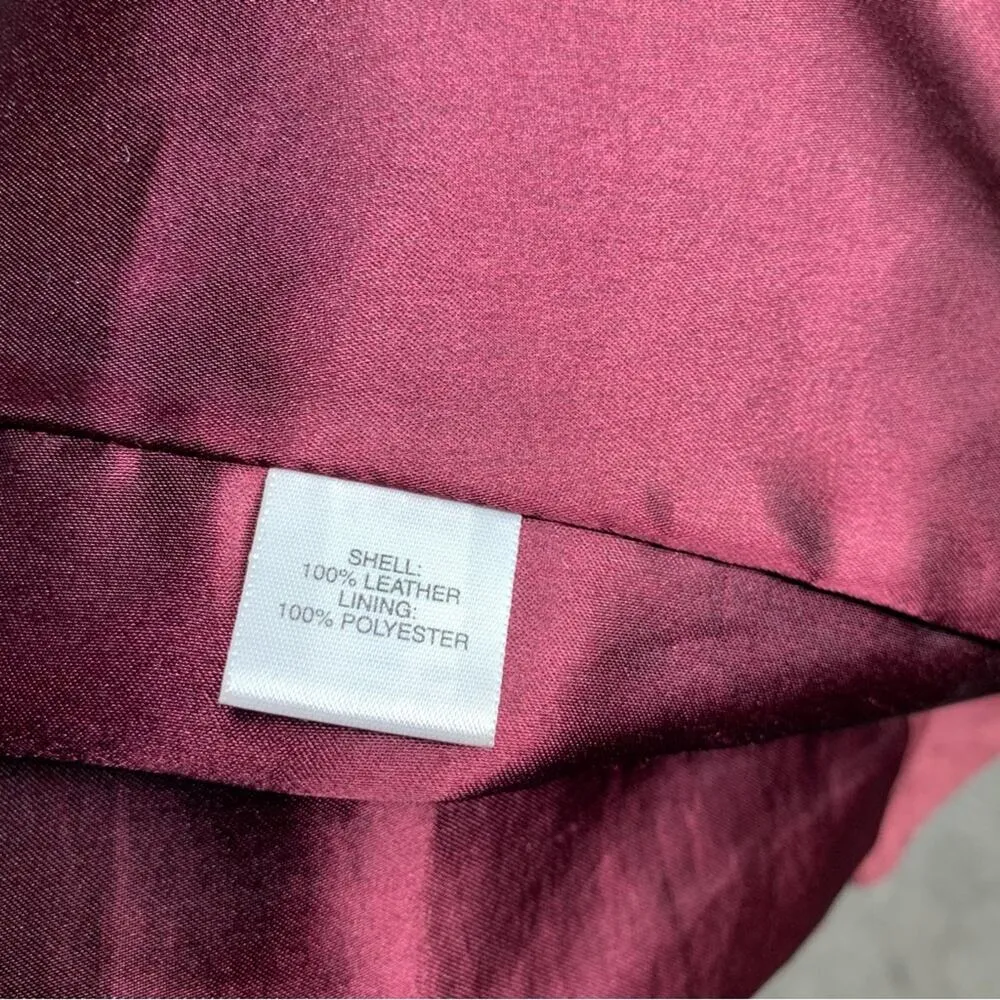 SHELL:
100% LEATHER
LINING:
100% POLYESTER